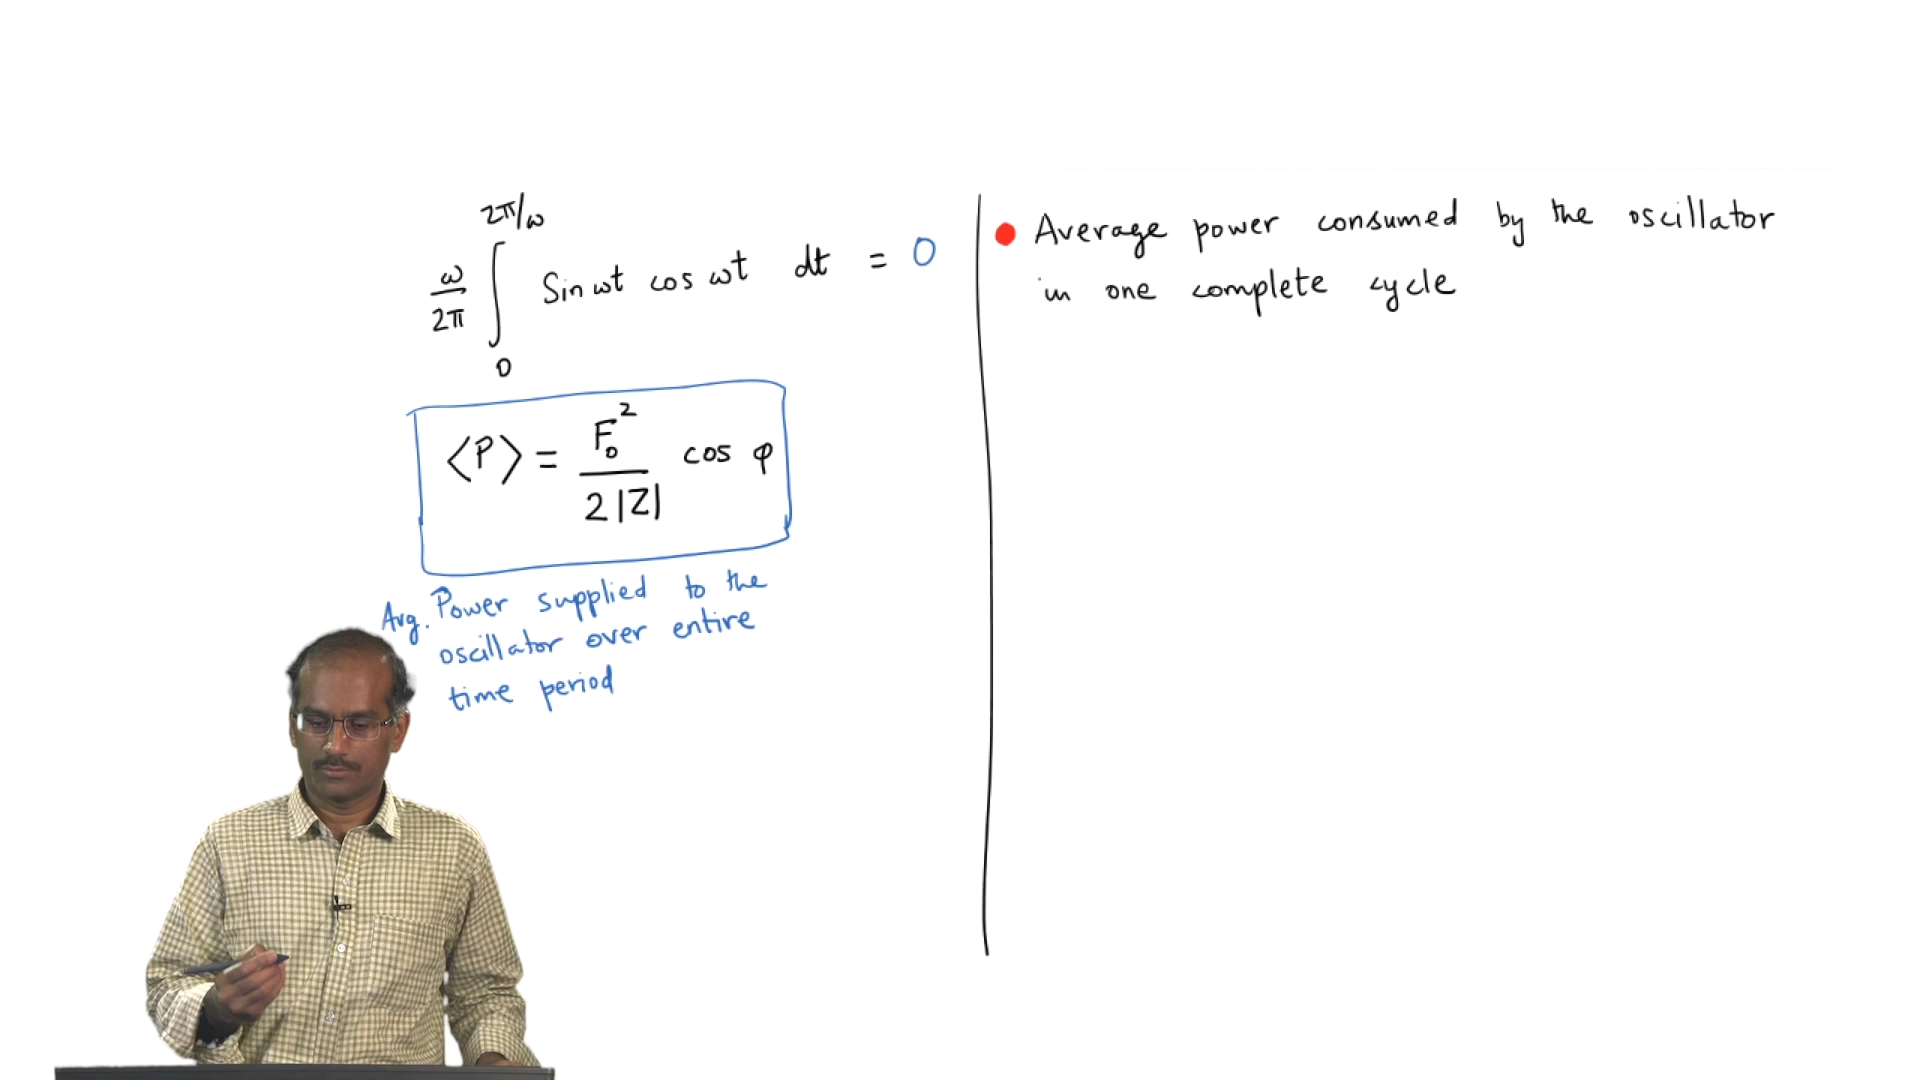 2π/ω
ω/2π ∫ Sin ωt cos ωt dt = 0
0
⟨P⟩ = F₀²/2|Z| cos φ
Avg. Power supplied to the
oscillator over entire
time period
Average power consumed by the oscillator
in one complete cycle